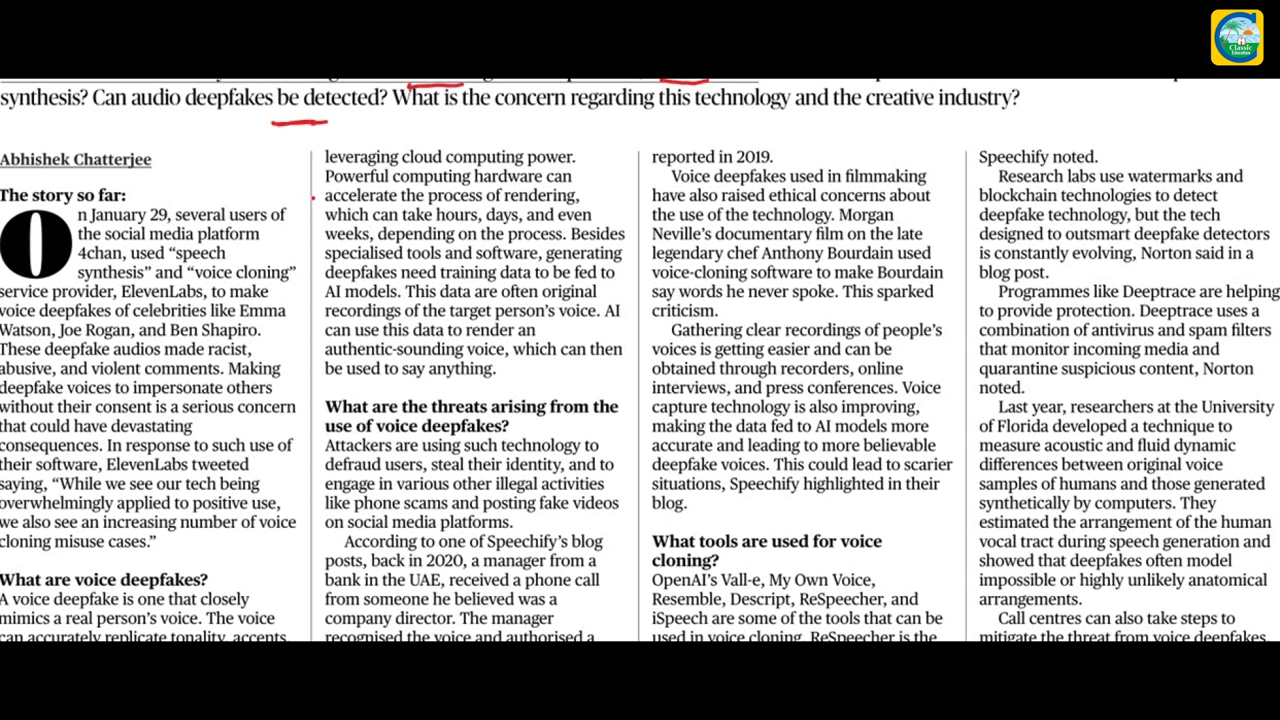 Classic
Education
synthesis? Can audio deepfakes be detected? What is the concern regarding this technology and the creative industry?
Abhishek Chatterjee
The story so far:
On January 29, several users of
the social media platform
4chan, used “speech
synthesis” and “voice cloning”
service provider, ElevenLabs, to make
voice deepfakes of celebrities like Emma
Watson, Joe Rogan, and Ben Shapiro.
These deepfake audios made racist,
abusive, and violent comments. Making
deepfake voices to impersonate others
without their consent is a serious concern
that could have devastating
consequences. In response to such use of
their software, ElevenLabs tweeted
saying, “While we see our tech being
overwhelmingly applied to positive use,
we also see an increasing number of voice
cloning misuse cases.”
What are voice deepfakes?
A voice deepfake is one that closely
mimics a real person’s voice. The voice
can accurately replicate tonality, accents,
leveraging cloud computing power.
Powerful computing hardware can
accelerate the process of rendering,
which can take hours, days, and even
weeks, depending on the process. Besides
specialised tools and software, generating
deepfakes need training data to be fed to
AI models. This data are often original
recordings of the target person’s voice. AI
can use this data to render an
authentic-sounding voice, which can then
be used to say anything.
What are the threats arising from the
use of voice deepfakes?
Attackers are using such technology to
defraud users, steal their identity, and to
engage in various other illegal activities
like phone scams and posting fake videos
on social media platforms.
According to one of Speechify’s blog
posts, back in 2020, a manager from a
bank in the UAE, received a phone call
from someone he believed was a
company director. The manager
recognised the voice and authorised a
reported in 2019.
Voice deepfakes used in filmmaking
have also raised ethical concerns about
the use of the technology. Morgan
Neville’s documentary film on the late
legendary chef Anthony Bourdain used
voice-cloning software to make Bourdain
say words he never spoke. This sparked
criticism.
Gathering clear recordings of people’s
voices is getting easier and can be
obtained through recorders, online
interviews, and press conferences. Voice
capture technology is also improving,
making the data fed to AI models more
accurate and leading to more believable
deepfake voices. This could lead to scarier
situations, Speechify highlighted in their
blog.
What tools are used for voice
cloning?
OpenAI’s Vall-e, My Own Voice,
Resemble, Descript, ReSpeecher, and
iSpeech are some of the tools that can be
used in voice cloning. ReSpeecher is the
Speechify noted.
Research labs use watermarks and
blockchain technologies to detect
deepfake technology, but the tech
designed to outsmart deepfake detectors
is constantly evolving, Norton said in a
blog post.
Programmes like Deeptrace are helping
to provide protection. Deeptrace uses a
combination of antivirus and spam filters
that monitor incoming media and
quarantine suspicious content, Norton
noted.
Last year, researchers at the University
of Florida developed a technique to
measure acoustic and fluid dynamic
differences between original voice
samples of humans and those generated
synthetically by computers. They
estimated the arrangement of the human
vocal tract during speech generation and
showed that deepfakes often model
impossible or highly unlikely anatomical
arrangements.
Call centres can also take steps to
mitigate the threat from voice deepfakes,